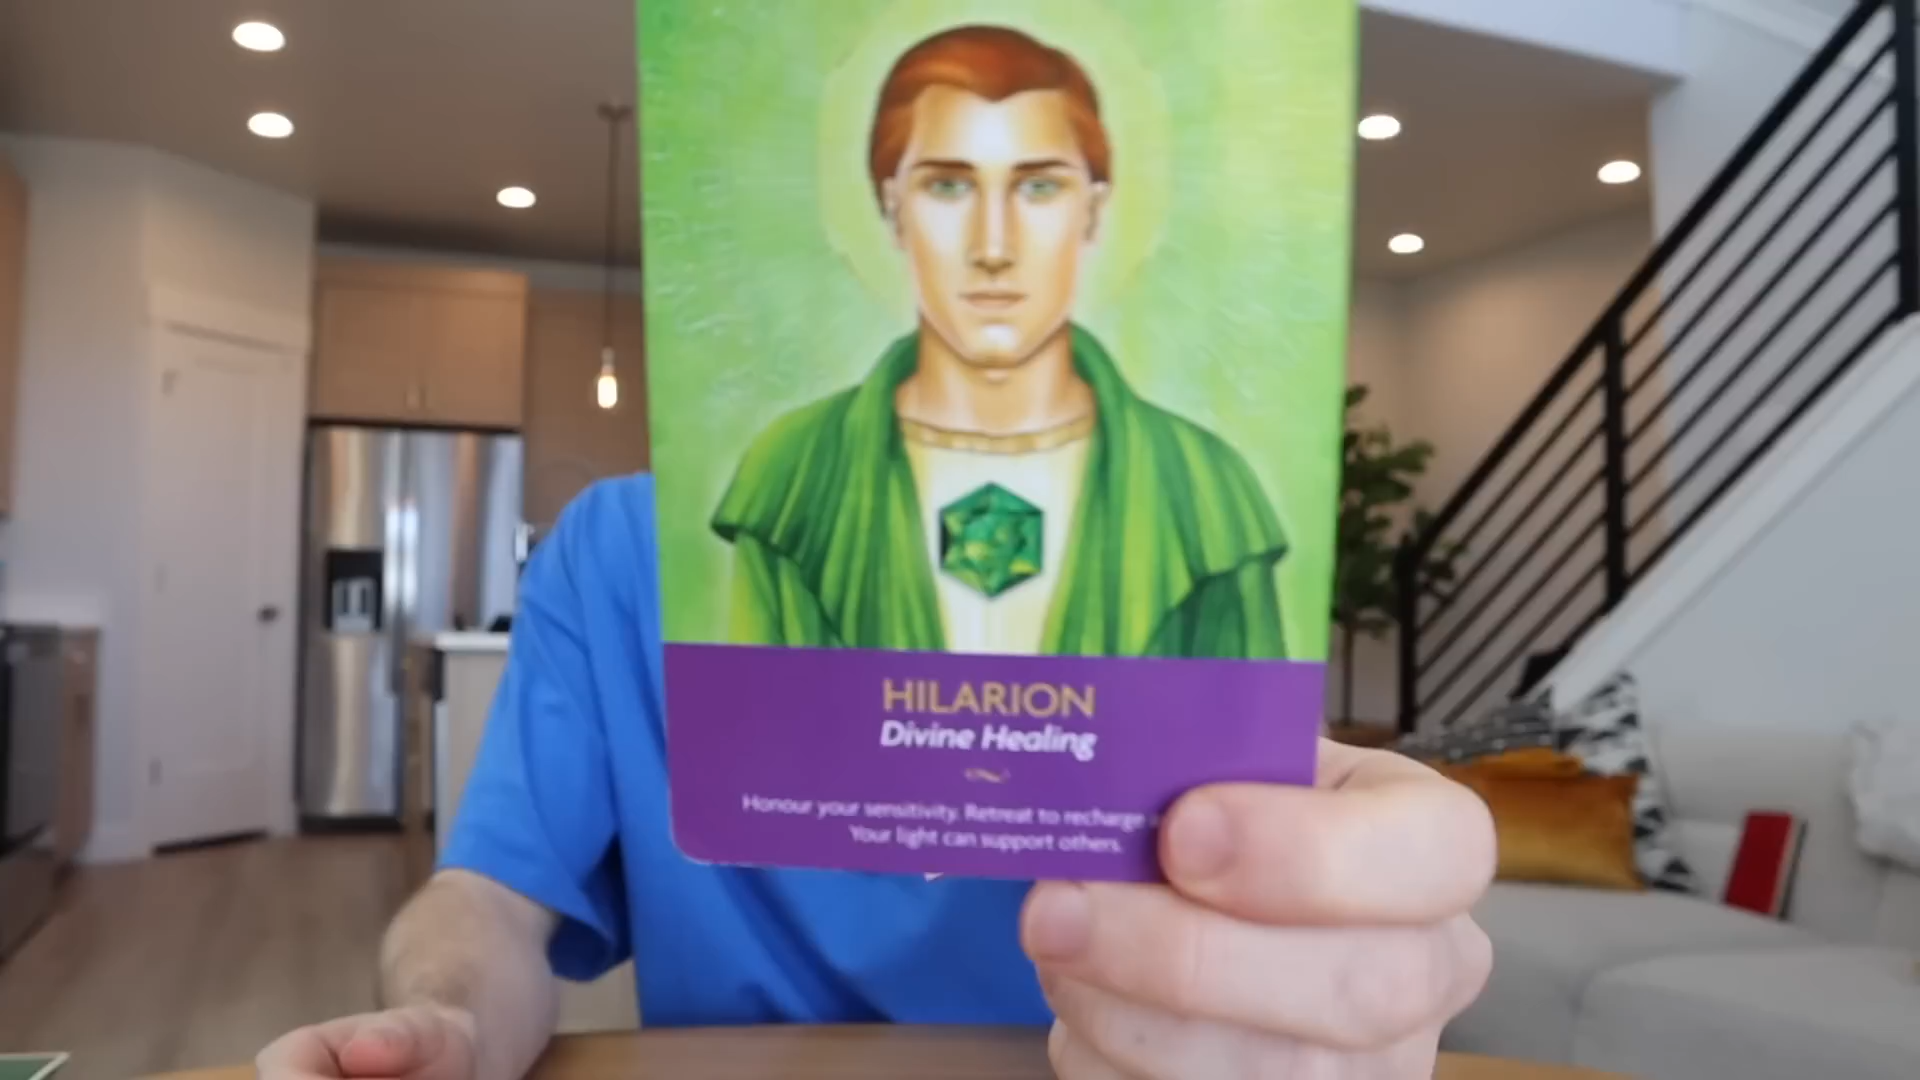 HILARION
Divine Healing
Honour your sensitivity. Retreat to recharge
Your light can support others.